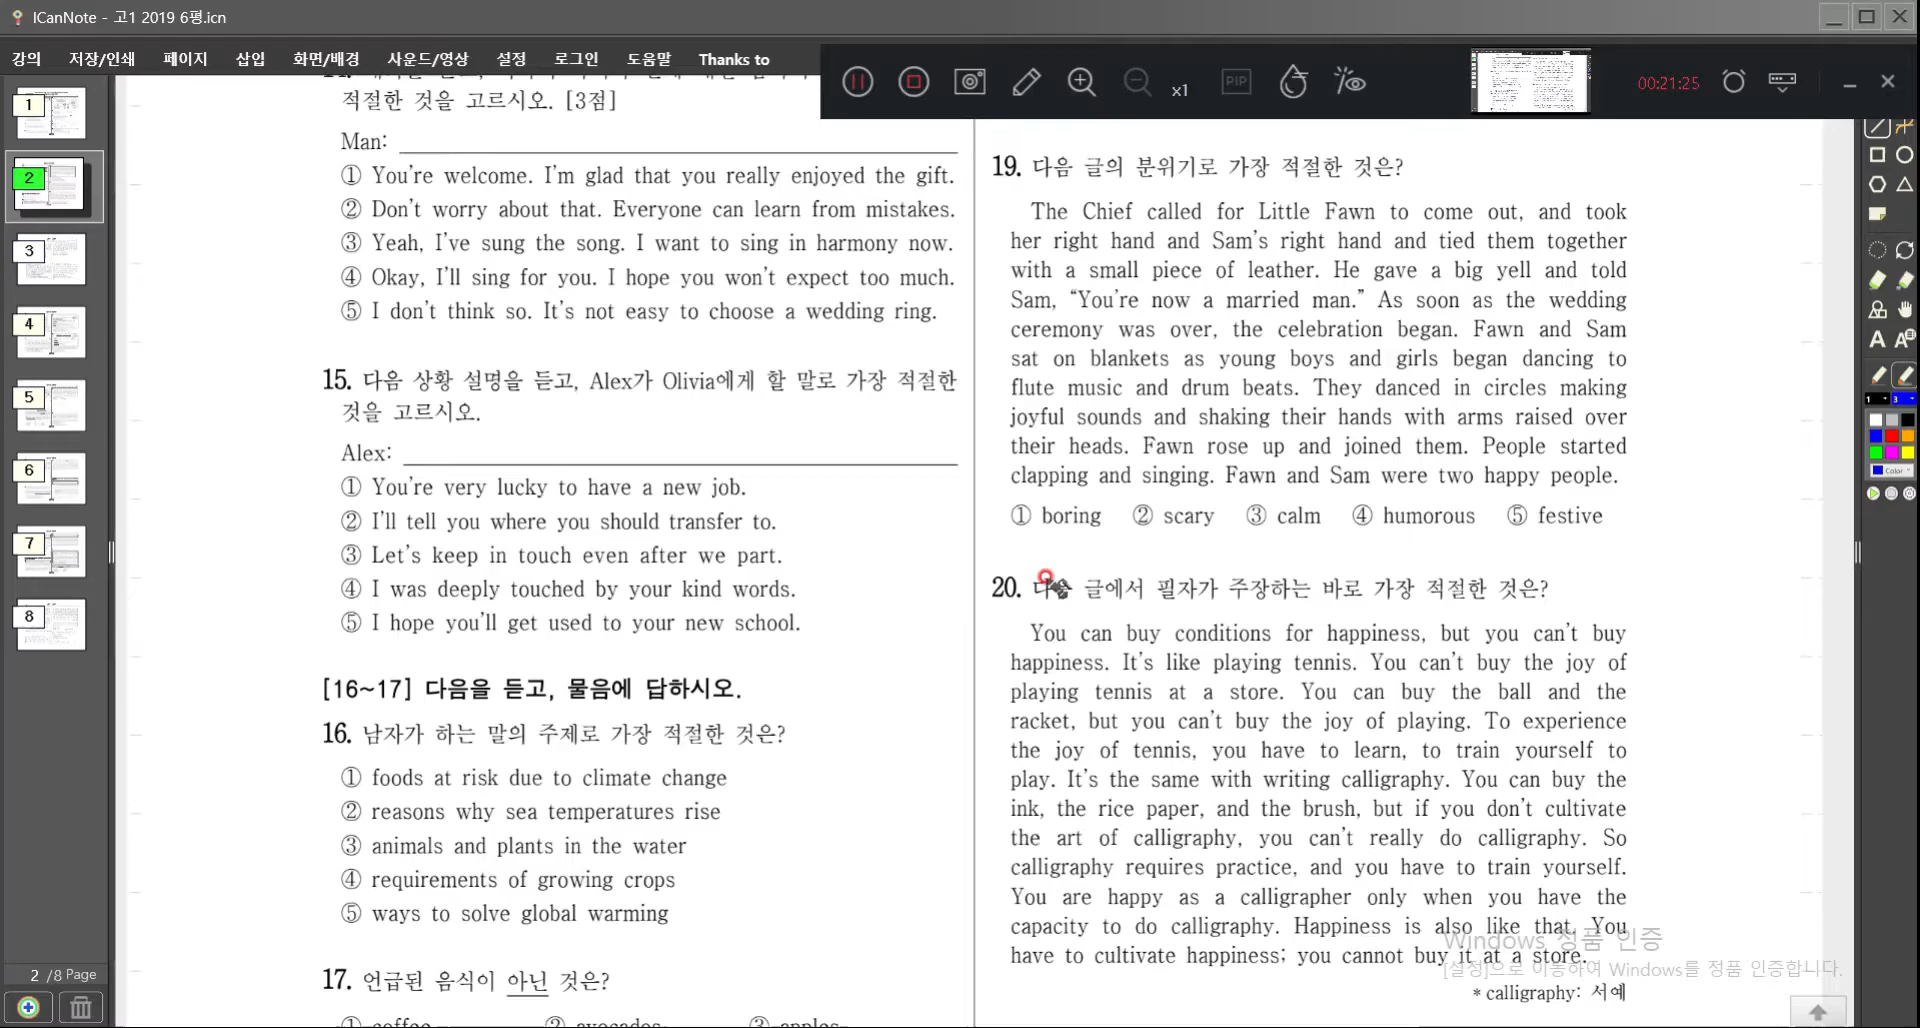 ICanNote - 고1 2019 6평.icn
강의 저장/인쇄 페이지 삽입 화면/배경 사운드/영상 설정 로그인 도움말 Thanks to
x1 PIP 00:21:25
1
2
3
4
5
6
7
8
2 /8 Page
적절한 것을 고르시오. [3점]
Man:
① You're welcome. I'm glad that you really enjoyed the gift.
② Don't worry about that. Everyone can learn from mistakes.
③ Yeah, I've sung the song. I want to sing in harmony now.
④ Okay, I'll sing for you. I hope you won't expect too much.
⑤ I don't think so. It's not easy to choose a wedding ring.
15. 다음 상황 설명을 듣고, Alex가 Olivia에게 할 말로 가장 적절한
것을 고르시오.
Alex:
① You're very lucky to have a new job.
② I'll tell you where you should transfer to.
③ Let's keep in touch even after we part.
④ I was deeply touched by your kind words.
⑤ I hope you'll get used to your new school.
[16~17] 다음을 듣고, 물음에 답하시오.
16. 남자가 하는 말의 주제로 가장 적절한 것은?
① foods at risk due to climate change
② reasons why sea temperatures rise
③ animals and plants in the water
④ requirements of growing crops
⑤ ways to solve global warming
17. 언급된 음식이 아닌 것은?
① coffee ② avocados ③ apples
19. 다음 글의 분위기로 가장 적절한 것은?
The Chief called for Little Fawn to come out, and took
her right hand and Sam's right hand and tied them together
with a small piece of leather. He gave a big yell and told
Sam, “You're now a married man.” As soon as the wedding
ceremony was over, the celebration began. Fawn and Sam
sat on blankets as young boys and girls began dancing to
flute music and drum beats. They danced in circles making
joyful sounds and shaking their hands with arms raised over
their heads. Fawn rose up and joined them. People started
clapping and singing. Fawn and Sam were two happy people.
① boring ② scary ③ calm ④ humorous ⑤ festive
20. 다음 글에서 필자가 주장하는 바로 가장 적절한 것은?
You can buy conditions for happiness, but you can't buy
happiness. It's like playing tennis. You can't buy the joy of
playing tennis at a store. You can buy the ball and the
racket, but you can't buy the joy of playing. To experience
the joy of tennis, you have to learn, to train yourself to
play. It's the same with writing calligraphy. You can buy the
ink, the rice paper, and the brush, but if you don't cultivate
the art of calligraphy, you can't really do calligraphy. So
calligraphy requires practice, and you have to train yourself.
You are happy as a calligrapher only when you have the
capacity to do calligraphy. Happiness is also like that. You
have to cultivate happiness; you cannot buy it at a store.
* calligraphy: 서예
Windows 정품 인증
[설정]으로 이동하여 Windows를 정품 인증합니다.
A A
1 3
Color